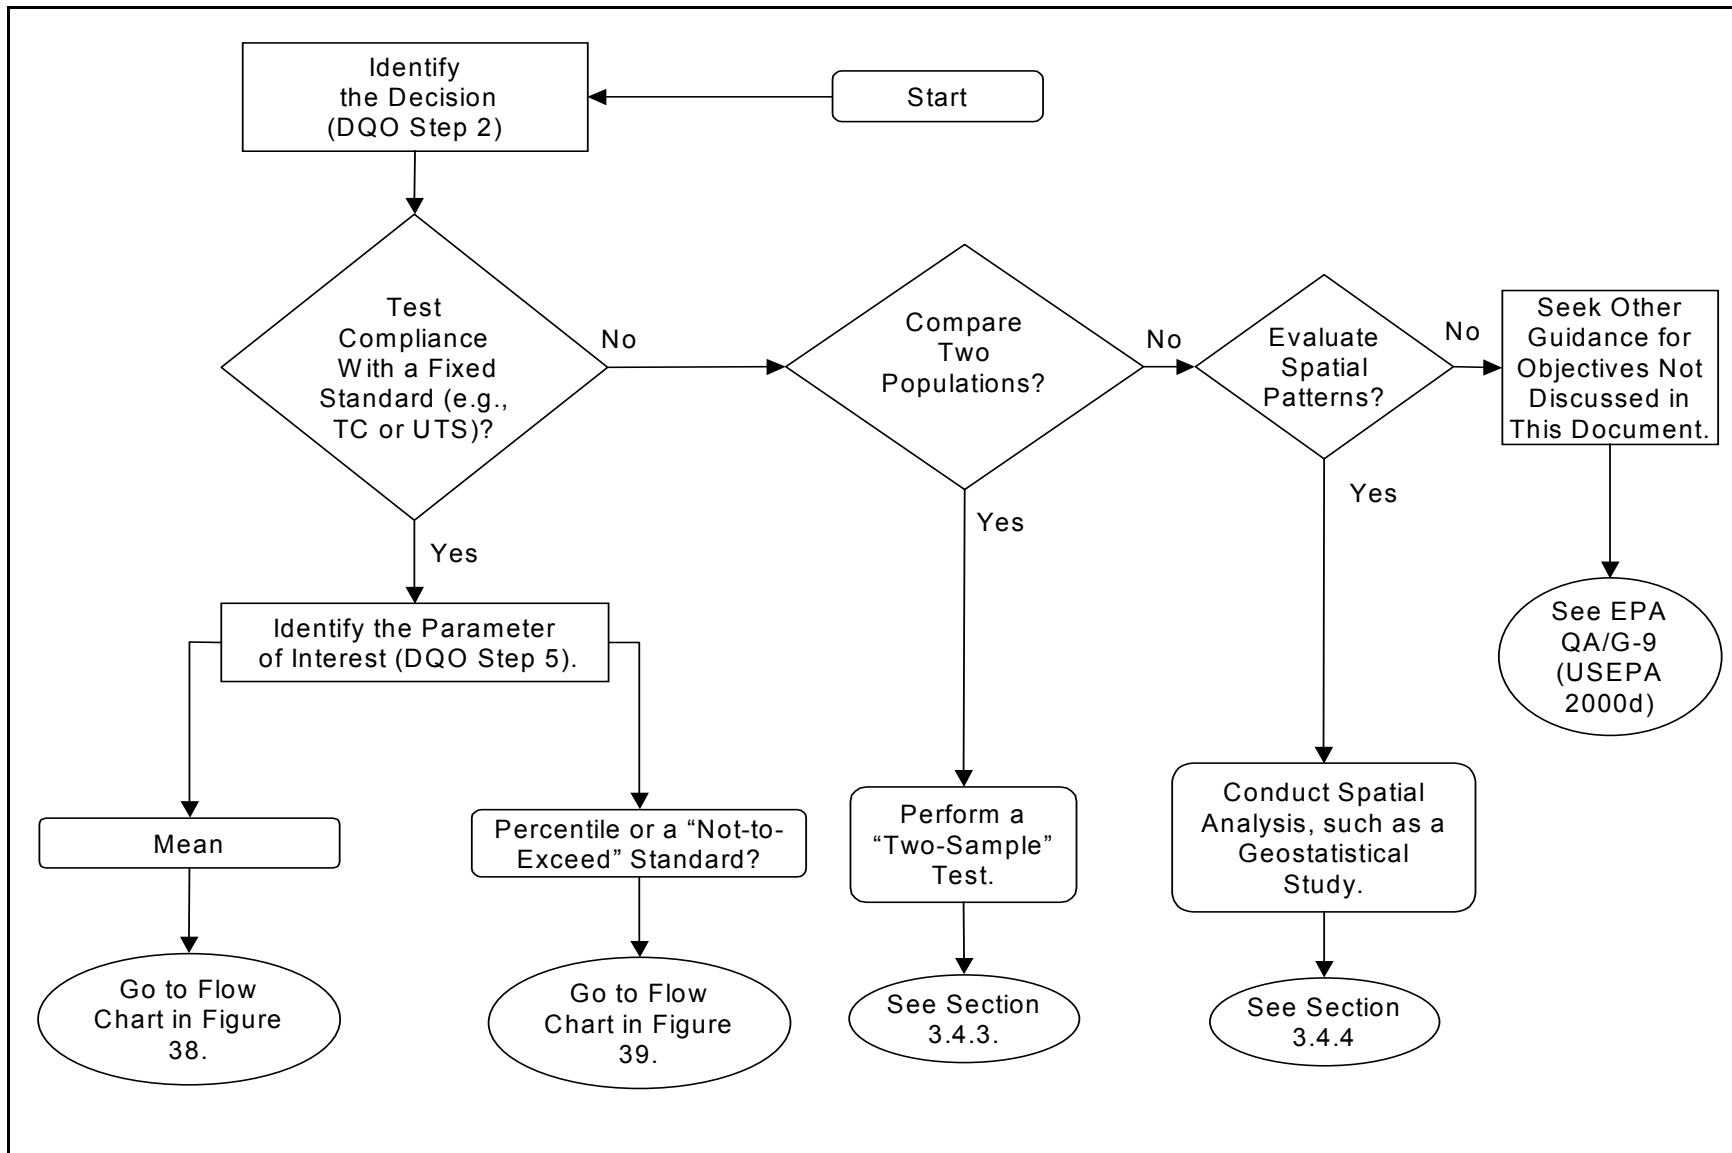 Identify
the Decision
(DQO Step 2)
Start
Test
Compliance
With a Fixed
Standard (e.g.,
TC or UTS)?
No
Compare
Two
Populations?
No
Evaluate
Spatial
Patterns?
No
Seek Other
Guidance for
Objectives Not
Discussed in
This Document.
Yes
Yes
Yes
See EPA
QA/G-9
(USEPA
2000d)
Identify the Parameter
of Interest (DQO Step 5).
Mean
Percentile or a “Not-to-
Exceed” Standard?
Perform a
“Two-Sample”
Test.
Conduct Spatial
Analysis, such as a
Geostatistical
Study.
Go to Flow
Chart in Figure
38.
Go to Flow
Chart in Figure
39.
See Section
3.4.3.
See Section
3.4.4